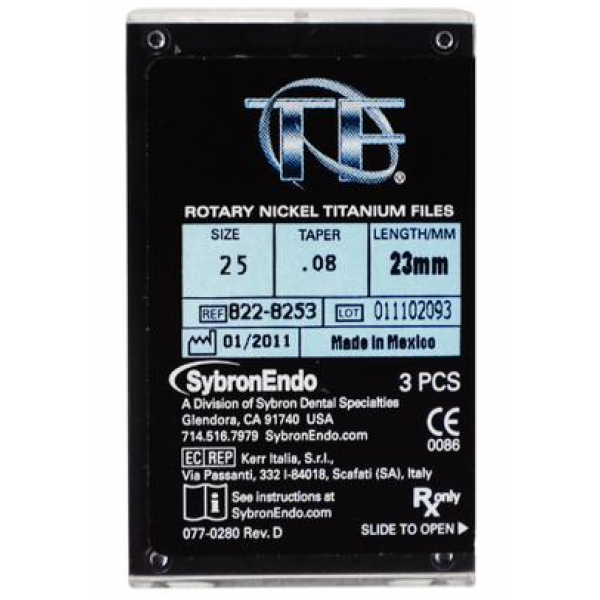 TF®
ROTARY NICKEL TITANIUM FILES
SIZE TAPER LENGTH/MM
25 .08 23mm
REF 822-8253 LOT 011102093
01/2011 Made in Mexico
SybronEndo 3 PCS
A Division of Sybron Dental Specialties
Glendora, CA 91740 USA
714.516.7979 SybronEndo.com
CE 0086
EC REP Kerr Italia, S.r.l.,
Via Passanti, 332 I-84018, Scafati (SA), Italy
i See instructions at
SybronEndo.com
Rx only
077-0280 Rev. D SLIDE TO OPEN